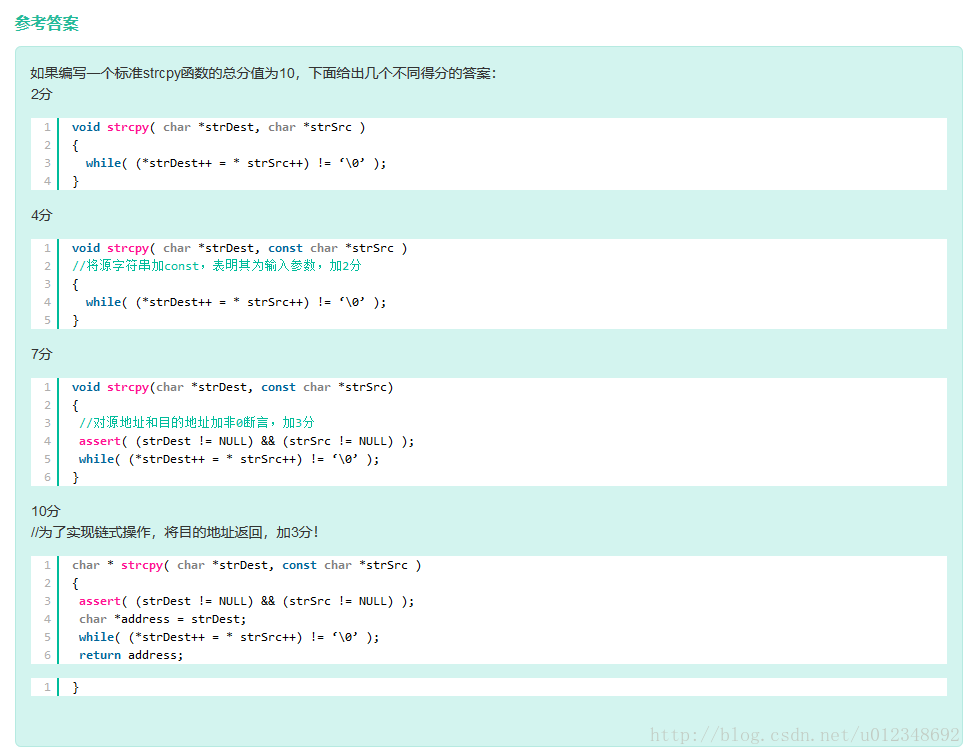 参考答案
如果编写一个标准strcpy函数的总分值为10，下面给出几个不同得分的答案：
2分
1 void strcpy( char *strDest, char *strSrc )
2 {
3   while( (*strDest++ = * strSrc++) != ‘\0’ );
4 }
4分
1 void strcpy( char *strDest, const char *strSrc )
2 //将源字符串加const，表明其为输入参数，加2分
3 {
4   while( (*strDest++ = * strSrc++) != ‘\0’ );
5 }
7分
1 void strcpy(char *strDest, const char *strSrc)
2 {
3  //对源地址和目的地址加非0断言，加3分
4  assert( (strDest != NULL) && (strSrc != NULL) );
5  while( (*strDest++ = * strSrc++) != ‘\0’ );
6 }
10分
//为了实现链式操作，将目的地址返回，加3分！
1 char * strcpy( char *strDest, const char *strSrc )
2 {
3  assert( (strDest != NULL) && (strSrc != NULL) );
4  char *address = strDest;
5  while( (*strDest++ = * strSrc++) != ‘\0’ );
6  return address;
1 }
http://blog.csdn.net/u012348692